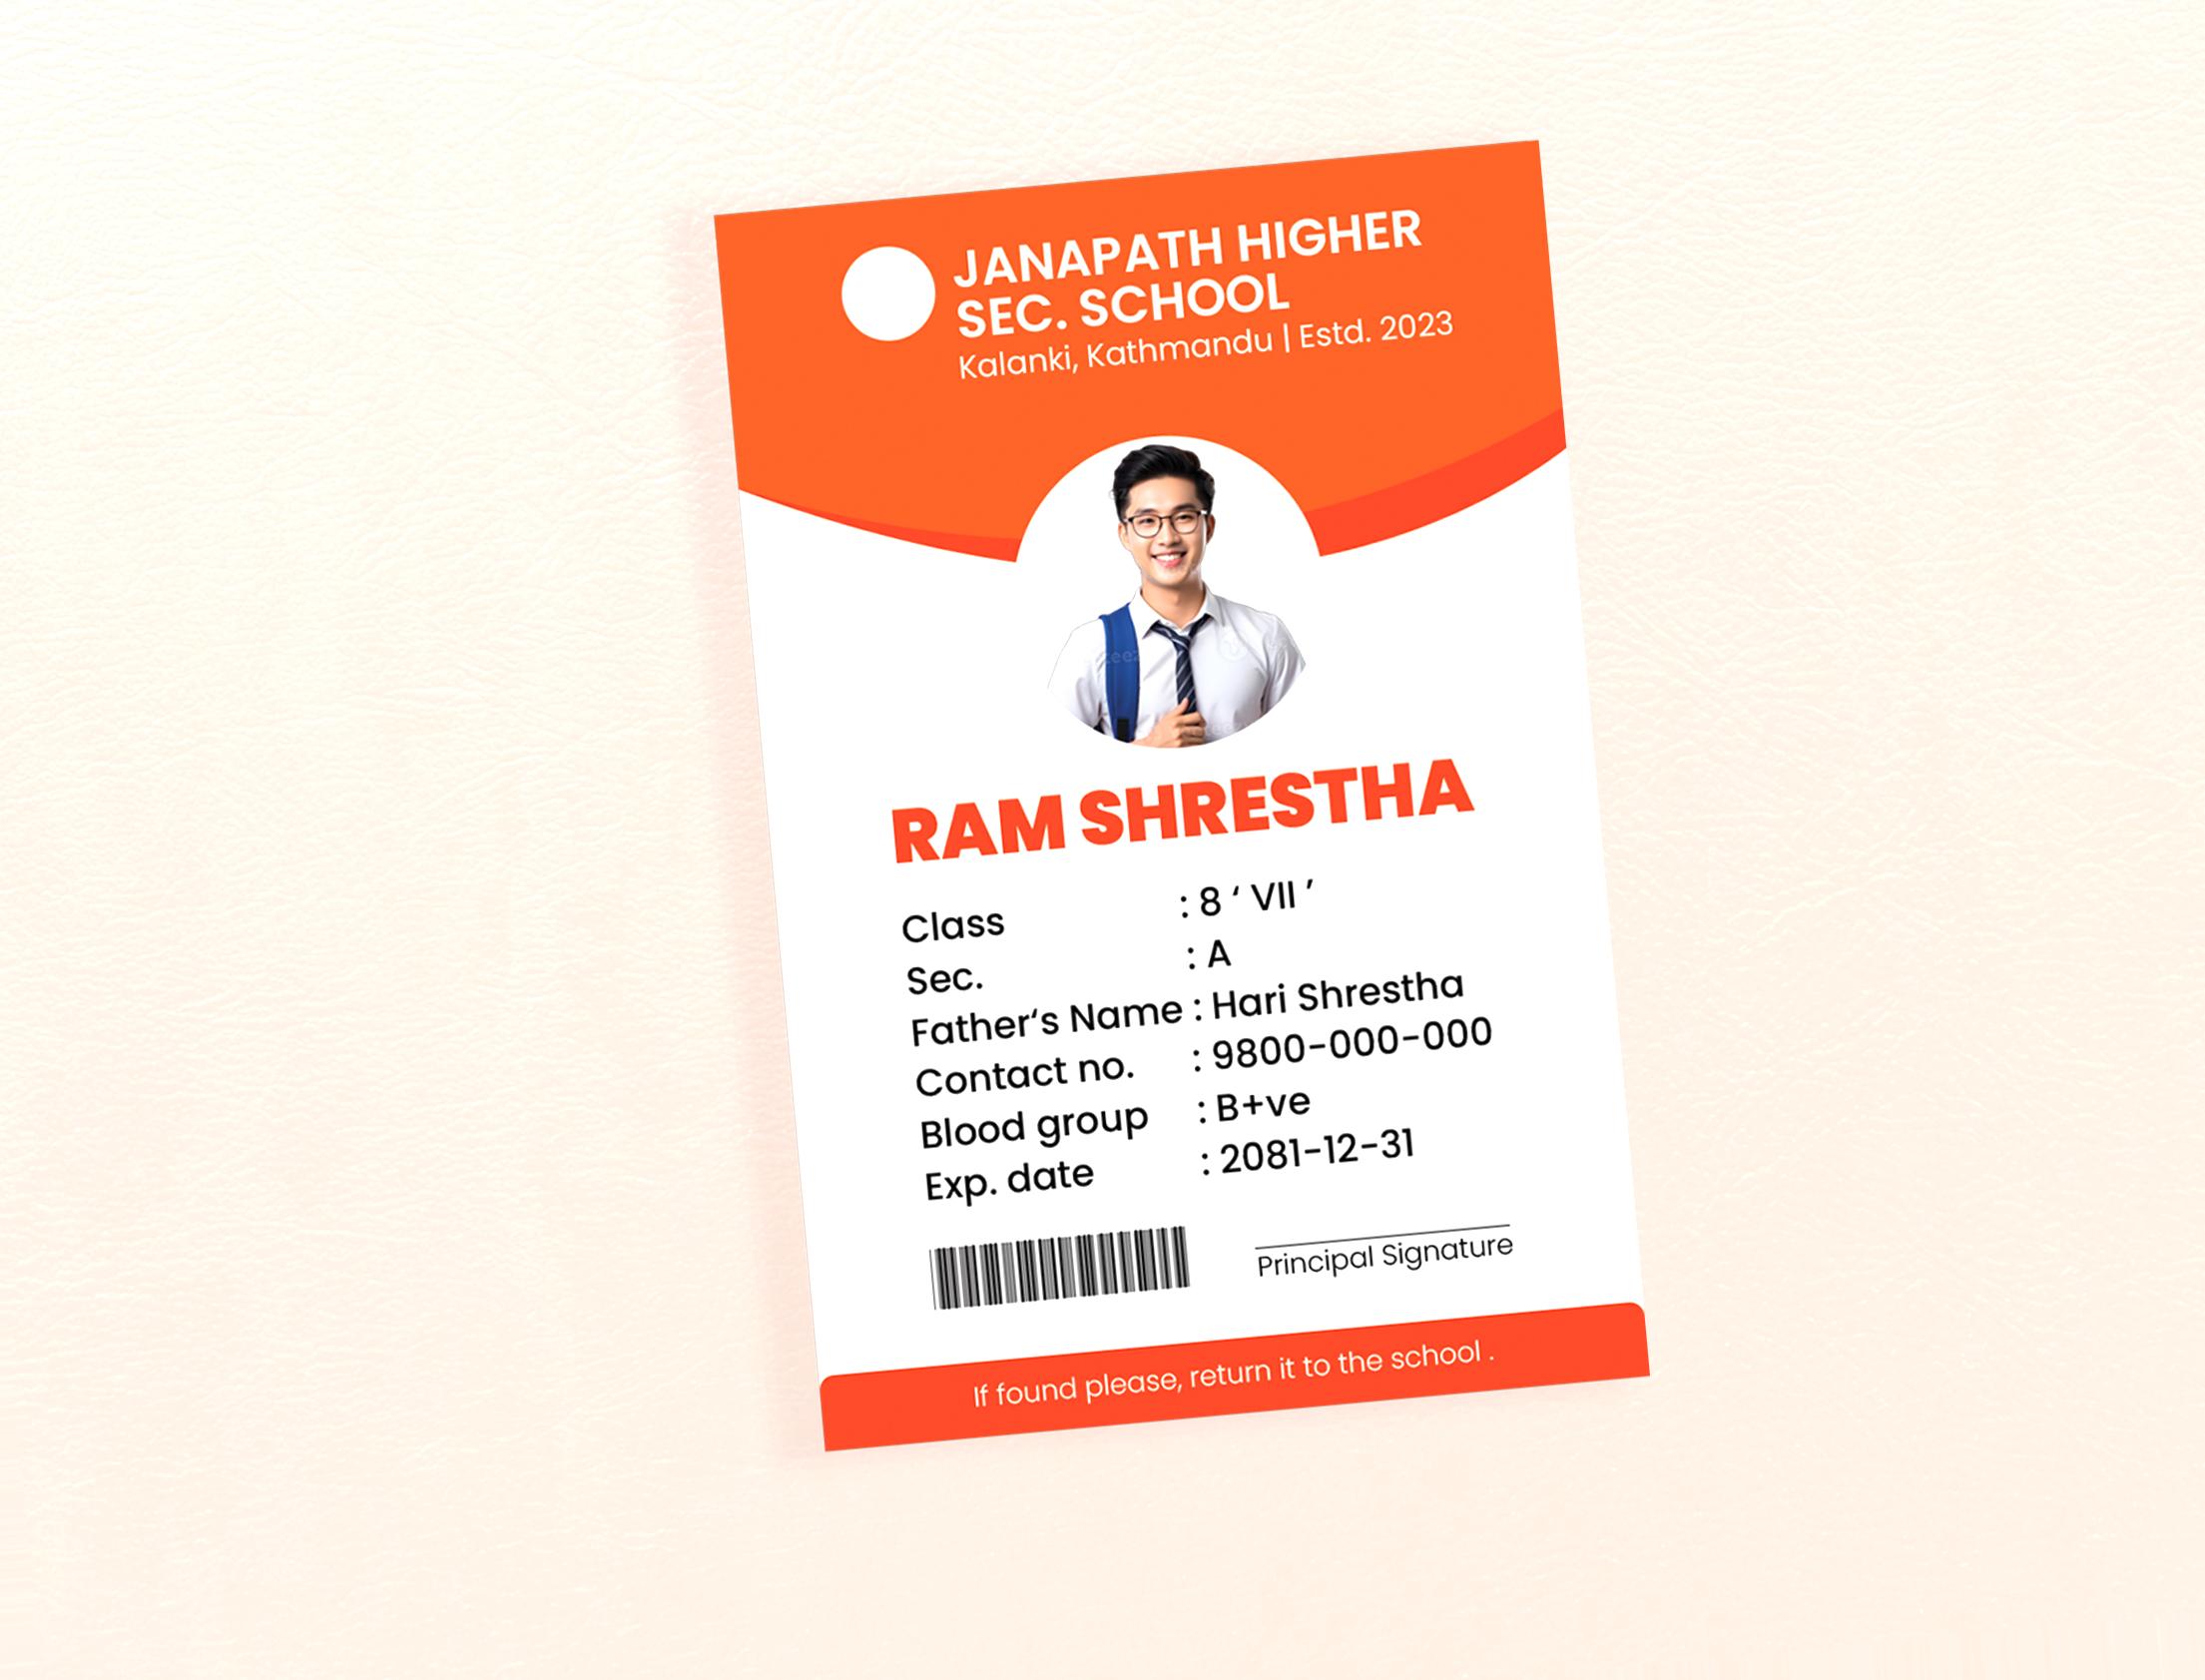 JANAPATH HIGHER
SEC. SCHOOL
Kalanki, Kathmandu | Estd. 2023
RAM SHRESTHA
Class : 8 ‘ VII ’
Sec. : A
Father‘s Name : Hari Shrestha
Contact no. : 9800-000-000
Blood group : B+ve
Exp. date : 2081-12-31
Principal Signature
If found please, return it to the school .